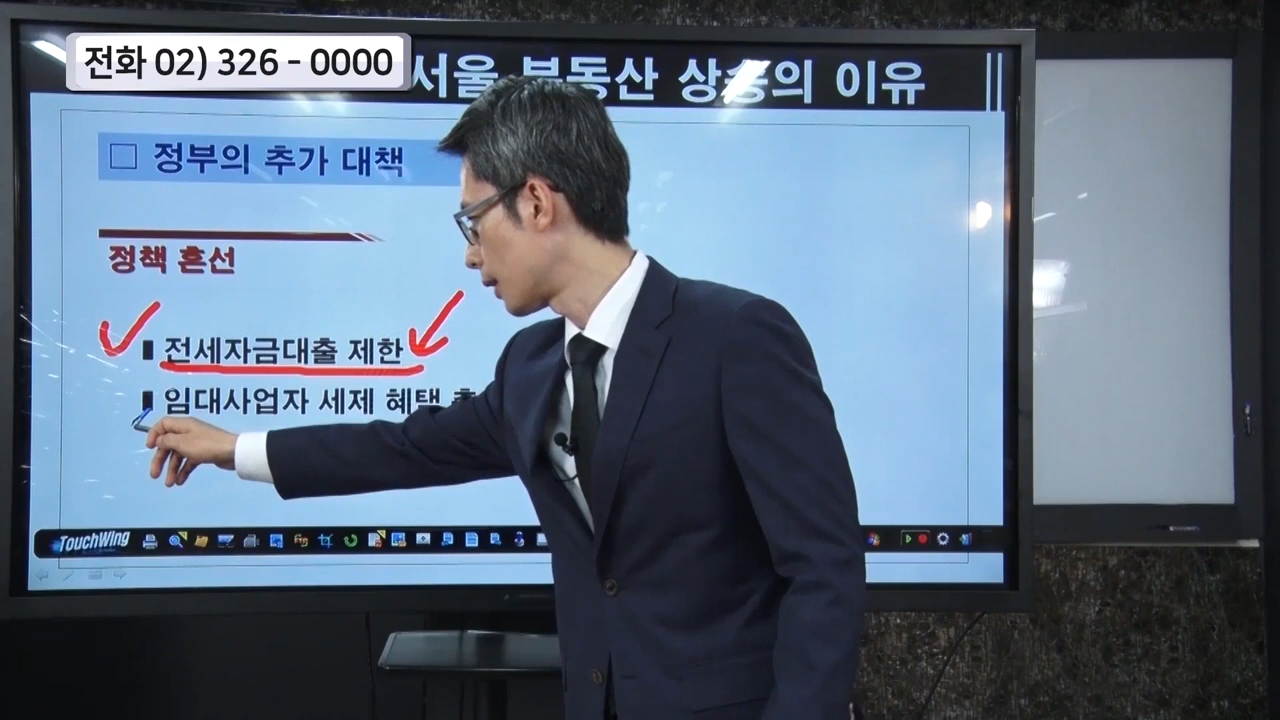 전화 02) 326 - 0000
서울 부동산 상승의 이유
□ 정부의 추가 대책
정책 혼선
전세자금대출 제한
임대사업자 세제 혜택
TouchWing